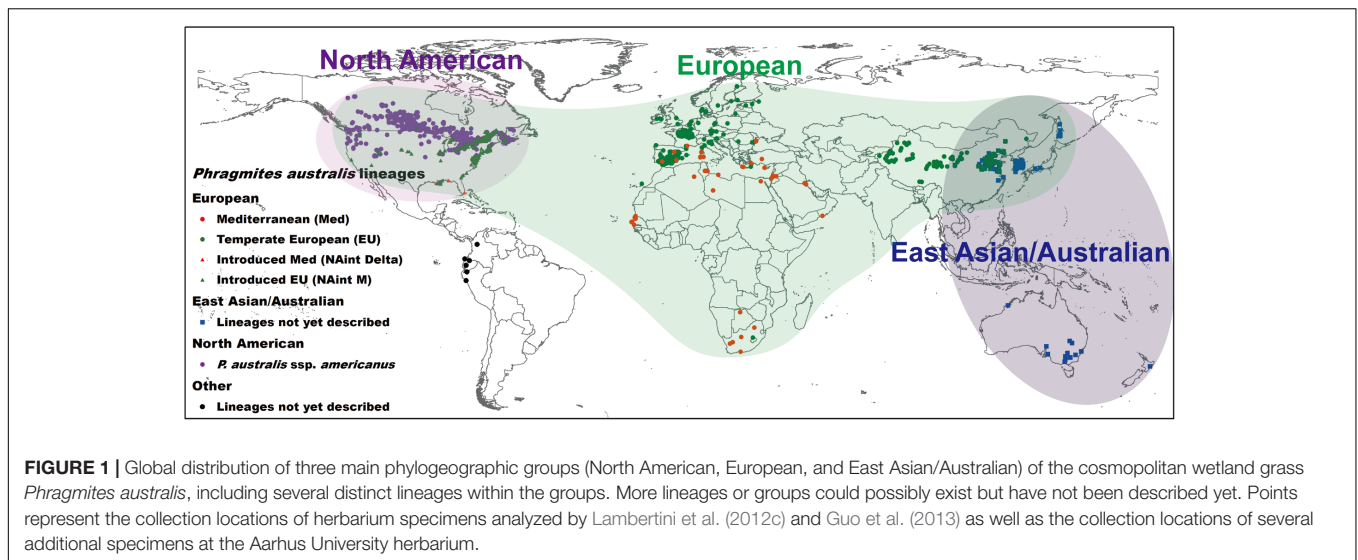 North American
European
East Asian/Australian
Phragmites australis lineages
European
Mediterranean (Med)
Temperate European (EU)
Introduced Med (NAint Delta)
Introduced EU (NAint M)
East Asian/Australian
Lineages not yet described
North American
P. australis ssp. americanus
Other
Lineages not yet described
FIGURE 1 | Global distribution of three main phylogeographic groups (North American, European, and East Asian/Australian) of the cosmopolitan wetland grass
Phragmites australis, including several distinct lineages within the groups. More lineages or groups could possibly exist but have not been described yet. Points
represent the collection locations of herbarium specimens analyzed by Lambertini et al. (2012c) and Guo et al. (2013) as well as the collection locations of several
additional specimens at the Aarhus University herbarium.